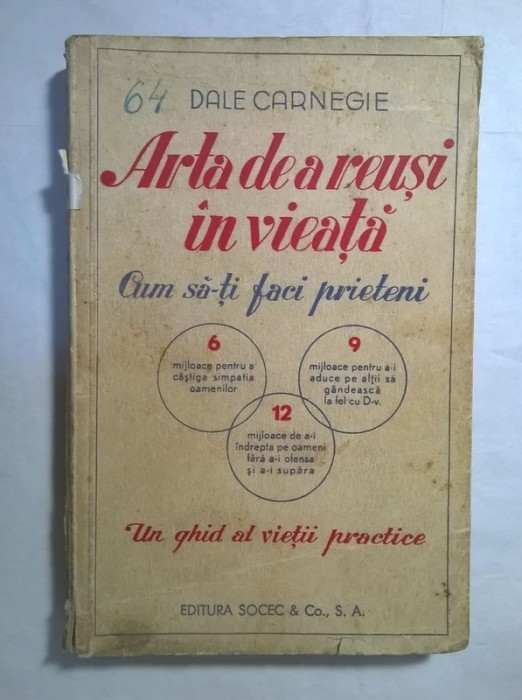 64
DALE CARNEGIE
Arta de a reuși
în vieață
Cum să-ți faci prieteni
6
mijloace pentru a
câștiga simpatia
oamenilor
9
mijloace pentru a-i
aduce pe alții să
gândească
la fel cu D-v.
12
mijloace de a-i
îndrepta pe oameni
fără a-i ofensa
și a-i supăra
Un ghid al vieții practice
EDITURA SOCEC & Co., S. A.